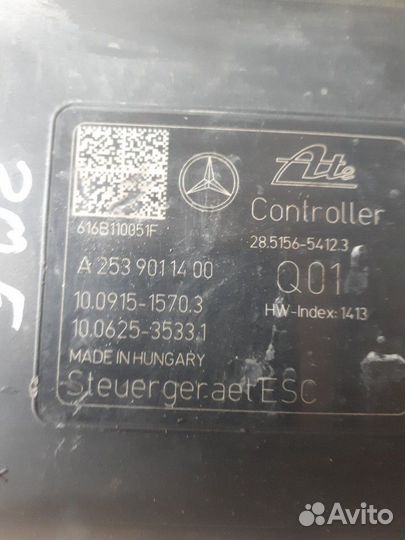 Ate
616B110051F
Controller
28.5156-5412.3
A 253 901 14 00
Q01
10.0915-1570.3
HW-Index: 1413
10.0625-3533.1
MADE IN HUNGARY
Steuergeraet ESC
Avito